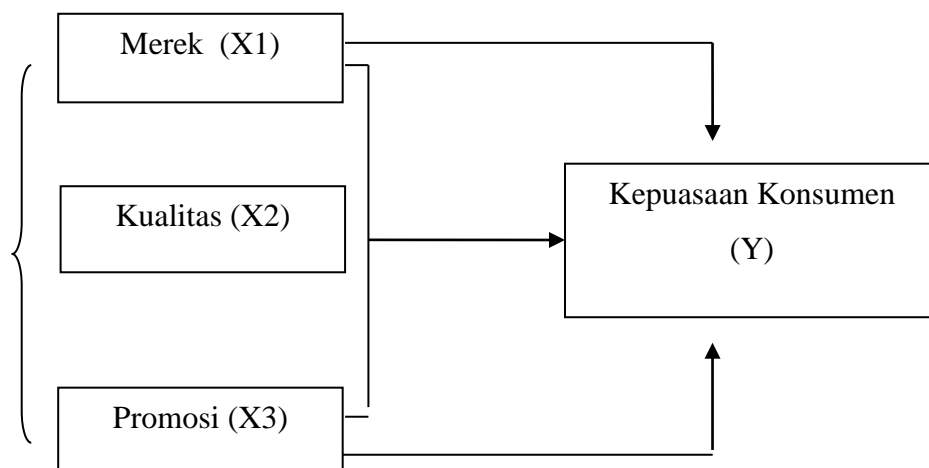 Merek  (X1)
Kualitas (X2)
Promosi (X3)
Kepuasaan Konsumen
(Y)